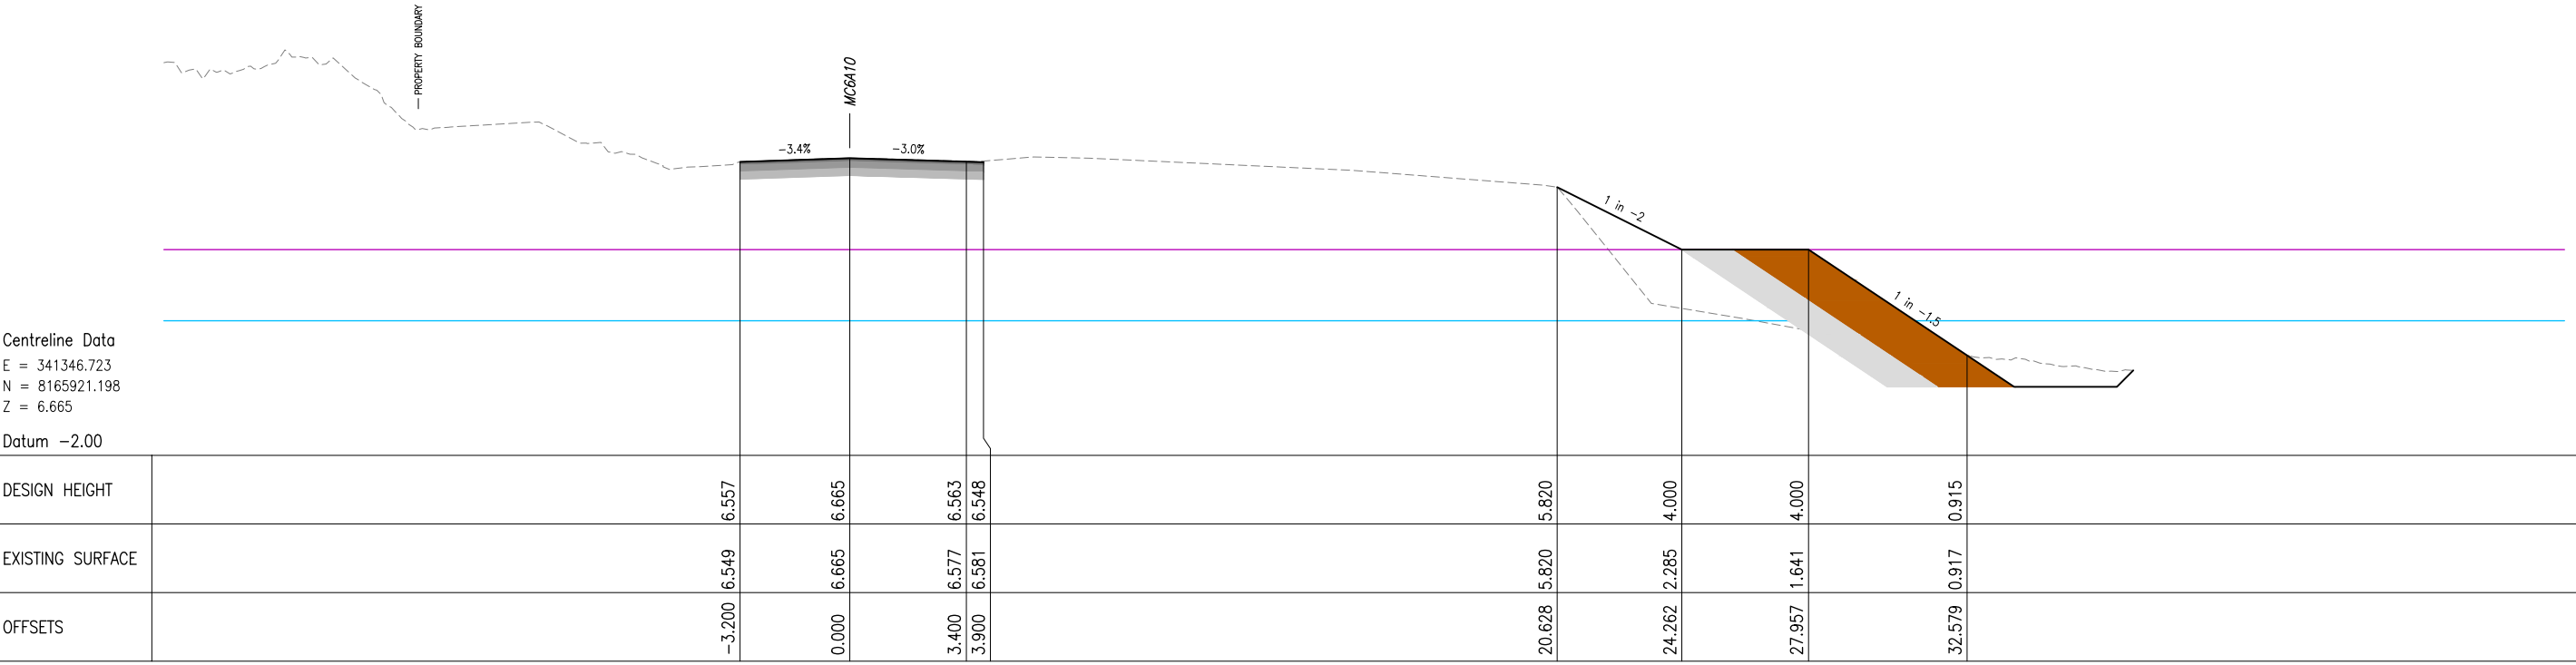 PROPERTY BOUNDARY
MC6A10
-3.4%
-3.0%
1 in -2
1 in -1.5
Centreline Data
E = 341346.723
N = 8165921.198
Z = 6.665
Datum -2.00
DESIGN HEIGHT 6.557 6.665 6.563 6.548 5.820 4.000 4.000 0.915
EXISTING SURFACE 6.549 6.665 6.577 6.581 5.820 2.285 1.641 0.917
OFFSETS -3.200 0.000 3.400 3.900 20.628 24.262 27.957 32.579